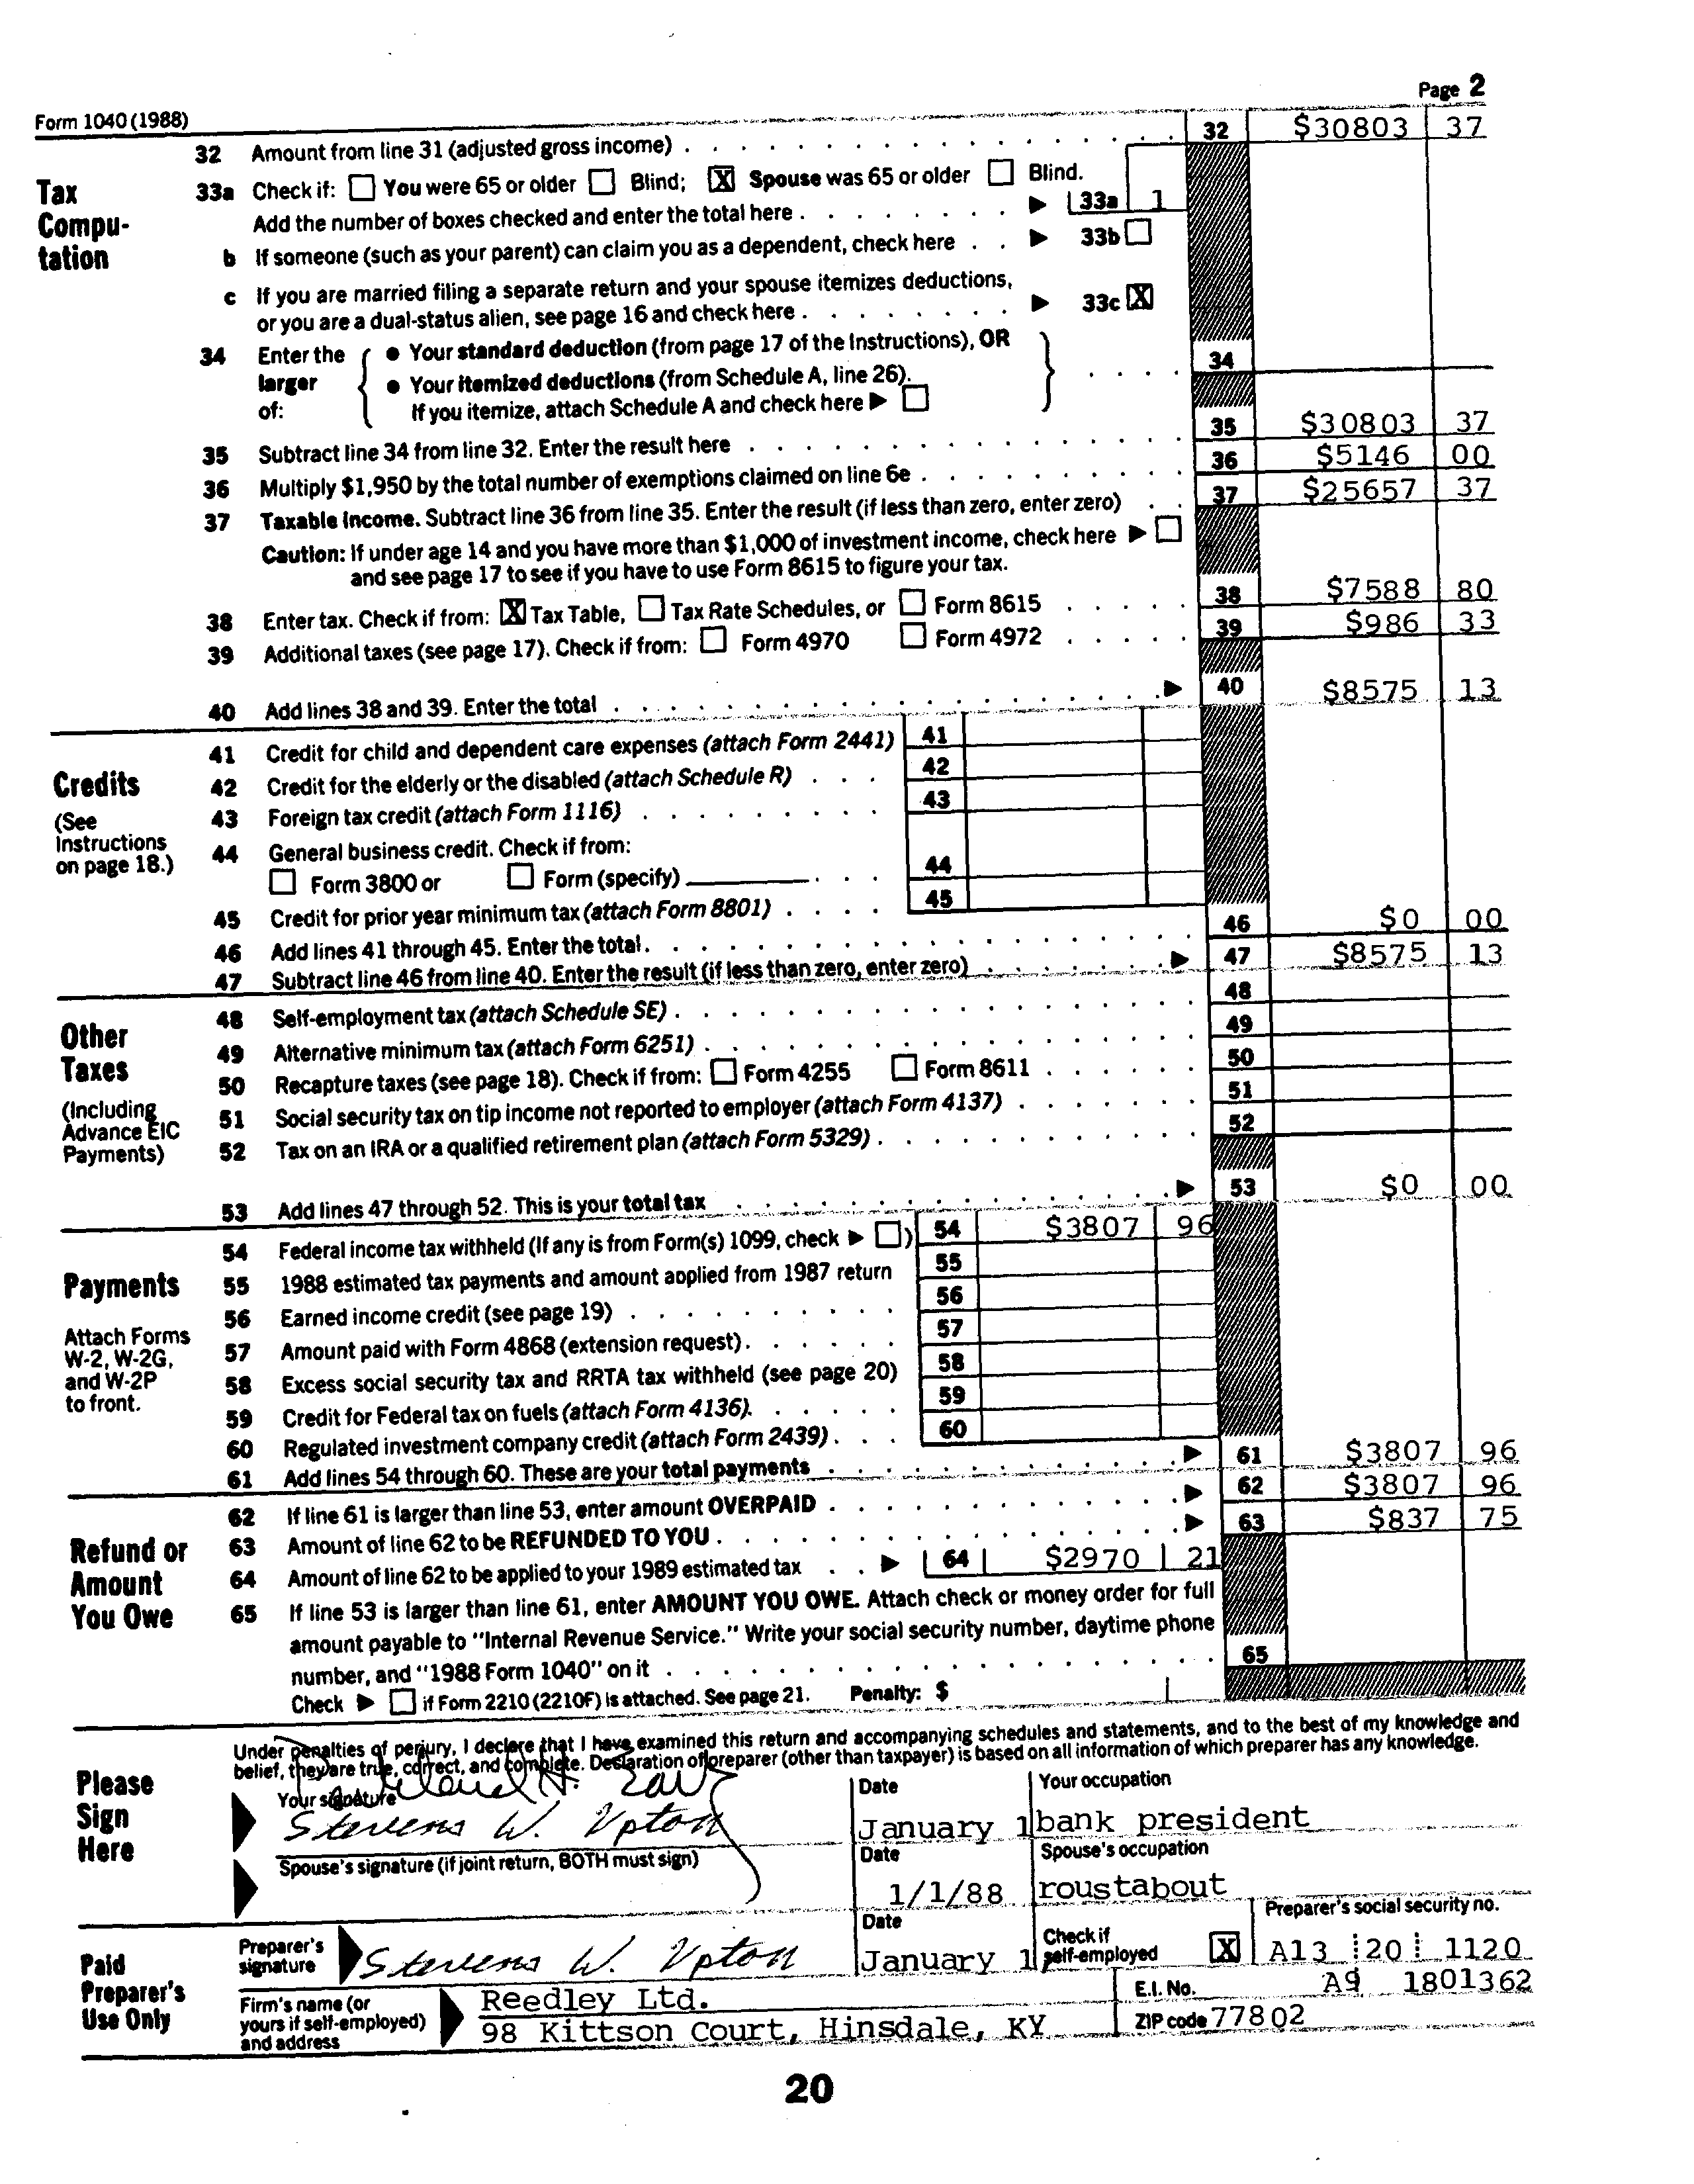 Page 2
Form 1040 (1988)
32 Amount from line 31 (adjusted gross income) 32 $30803 37
Tax Compu- tation
33a Check if: You were 65 or older Blind; X Spouse was 65 or older Blind.
Add the number of boxes checked and enter the total here 33a 1
b If someone (such as your parent) can claim you as a dependent, check here 33b
c If you are married filing a separate return and your spouse itemizes deductions,
or you are a dual-status alien, see page 16 and check here 33c X
34 Enter the larger of:
● Your standard deduction (from page 17 of the Instructions), OR
● Your itemized deductions (from Schedule A, line 26). 34
If you itemize, attach Schedule A and check here ►
35 Subtract line 34 from line 32. Enter the result here 35 $30803 37
36 Multiply $1,950 by the total number of exemptions claimed on line 6e 36 $5146 00
37 Taxable income. Subtract line 36 from line 35. Enter the result (if less than zero, enter zero) 37 $25657 37
Caution: If under age 14 and you have more than $1,000 of investment income, check here ►
and see page 17 to see if you have to use Form 8615 to figure your tax.
38 Enter tax. Check if from: X Tax Table, Tax Rate Schedules, or Form 8615 38 $7588 80
39 Additional taxes (see page 17). Check if from: Form 4970 Form 4972 39 $986 33
40 Add lines 38 and 39. Enter the total ► 40 $8575 13
Credits
(See Instructions on page 18.)
41 Credit for child and dependent care expenses (attach Form 2441) 41
42 Credit for the elderly or the disabled (attach Schedule R) 42
43 Foreign tax credit (attach Form 1116) 43
44 General business credit. Check if from:
Form 3800 or Form (specify) 44
45 Credit for prior year minimum tax (attach Form 8801) 45
46 Add lines 41 through 45. Enter the total 46 $0 00
47 Subtract line 46 from line 40. Enter the result (if less than zero, enter zero) ► 47 $8575 13
Other Taxes
(Including Advance EIC Payments)
48 Self-employment tax (attach Schedule SE) 48
49 Alternative minimum tax (attach Form 6251) 49
50 Recapture taxes (see page 18). Check if from: Form 4255 Form 8611 50
51 Social security tax on tip income not reported to employer (attach Form 4137) 51
52 Tax on an IRA or a qualified retirement plan (attach Form 5329) 52
53 Add lines 47 through 52. This is your total tax ► 53 $0 00
Payments
Attach Forms W-2, W-2G, and W-2P to front.
54 Federal income tax withheld (If any is from Form(s) 1099, check ► ) 54 $3807 96
55 1988 estimated tax payments and amount applied from 1987 return 55
56 Earned income credit (see page 19) 56
57 Amount paid with Form 4868 (extension request) 57
58 Excess social security tax and RRTA tax withheld (see page 20) 58
59 Credit for Federal tax on fuels (attach Form 4136) 59
60 Regulated investment company credit (attach Form 2439) 60
61 Add lines 54 through 60. These are your total payments ► 61 $3807 96
Refund or Amount You Owe
62 If line 61 is larger than line 53, enter amount OVERPAID ► 62 $3807 96
63 Amount of line 62 to be REFUNDED TO YOU ► 63 $837 75
64 Amount of line 62 to be applied to your 1989 estimated tax ► 64 $2970 21
65 If line 53 is larger than line 61, enter AMOUNT YOU OWE. Attach check or money order for full
amount payable to "Internal Revenue Service." Write your social security number, daytime phone
number, and "1988 Form 1040" on it 65
Check ► if Form 2210 (2210F) is attached. See page 21. Penalty: $
Please Sign Here
Under penalties of perjury, I declare that I have examined this return and accompanying schedules and statements, and to the best of my knowledge and
belief, they are true, correct, and complete. Declaration of preparer (other than taxpayer) is based on all information of which preparer has any knowledge.
Your signature Date Your occupation
Stevens W. Upton January 1 bank president
Spouse's signature (if joint return, BOTH must sign) Date Spouse's occupation
1/1/88 roustabout
Paid Preparer's Use Only
Preparer's signature Stevens W. Upton Date January 1 Check if self-employed X Preparer's social security no. A13 20 1120
Firm's name (or yours if self-employed) and address
Reedley Ltd. E.I. No. A9 1801362
98 Kittson Court, Hinsdale, KY ZIP code 77802
20